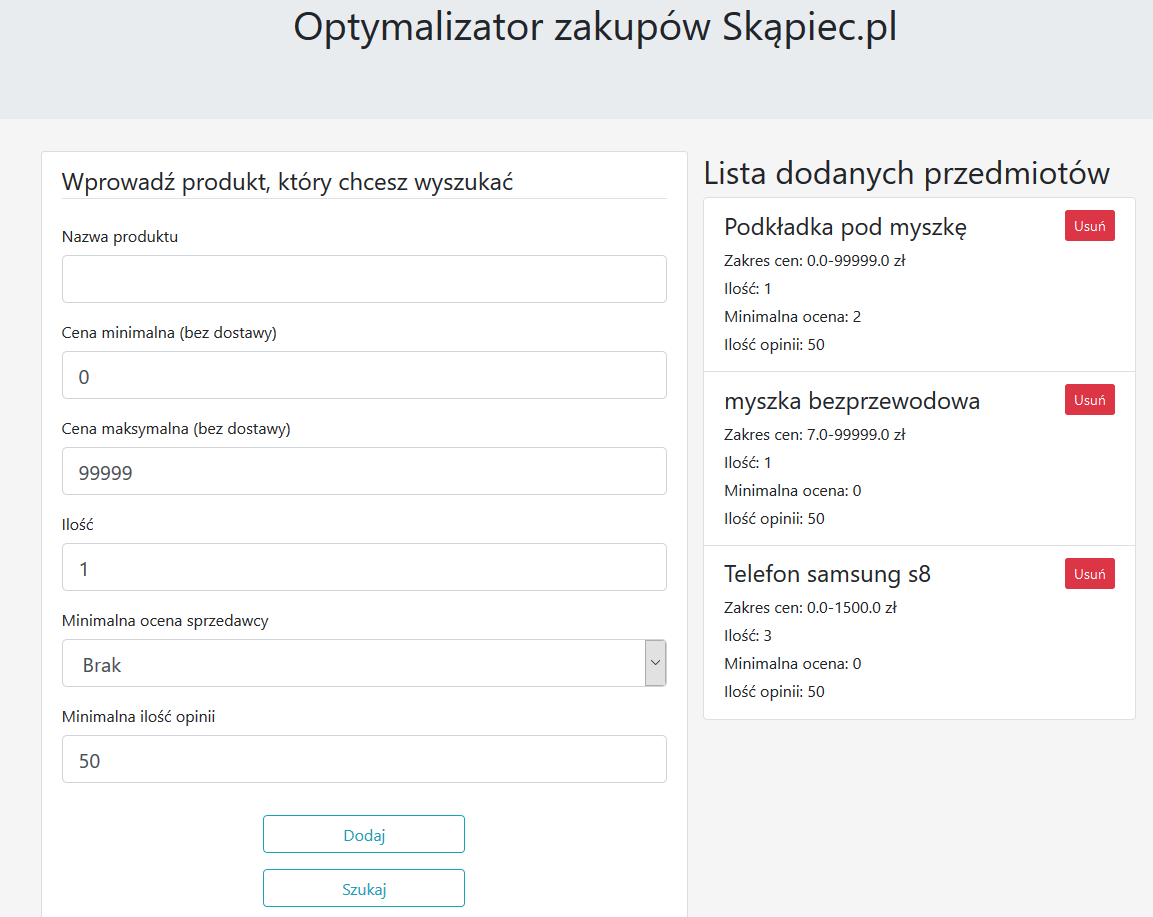 Optymalizator zakupów Skąpiec.pl
Wprowadź produkt, który chcesz wyszukać
Nazwa produktu
Cena minimalna (bez dostawy)
0
Cena maksymalna (bez dostawy)
99999
Ilość
1
Minimalna ocena sprzedawcy
Brak
Minimalna ilość opinii
50
Dodaj
Szukaj
Lista dodanych przedmiotów
Podkładka pod myszkę
Usuń
Zakres cen: 0.0-99999.0 zł
Ilość: 1
Minimalna ocena: 2
Ilość opinii: 50
myszka bezprzewodowa
Usuń
Zakres cen: 7.0-99999.0 zł
Ilość: 1
Minimalna ocena: 0
Ilość opinii: 50
Telefon samsung s8
Usuń
Zakres cen: 0.0-1500.0 zł
Ilość: 3
Minimalna ocena: 0
Ilość opinii: 50